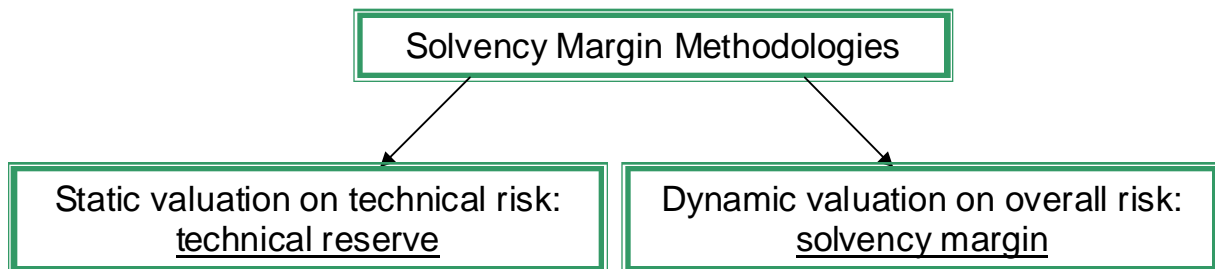 Solvency Margin Methodologies
Static valuation on technical risk:
technical reserve
Dynamic valuation on overall risk:
solvency margin